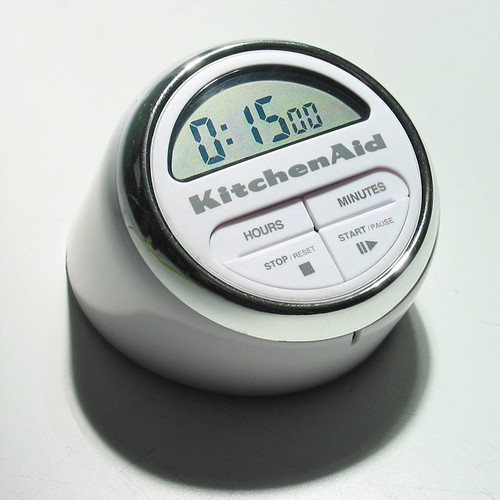 0:15 00
KitchenAid
HOURS
MINUTES
STOP / RESET
START / PAUSE